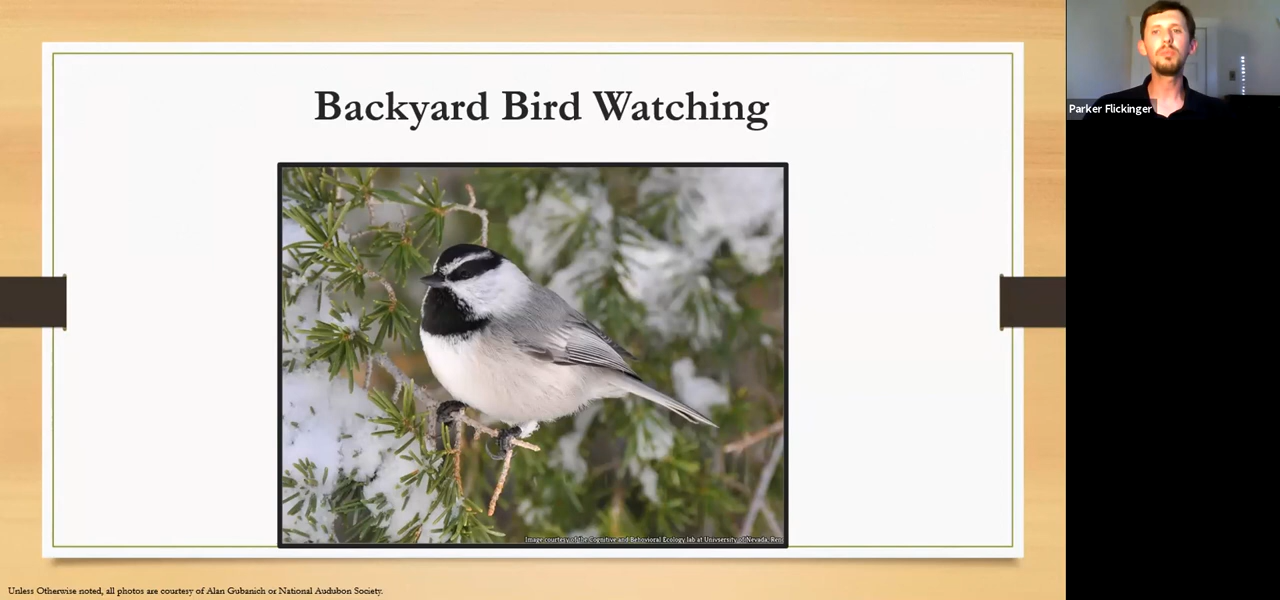 Backyard Bird Watching
Parker Flickinger
Image courtesy of the Cognitive and Behavioral Ecology lab at University of Nevada, Reno
Unless Otherwise noted, all photos are courtesy of Alan Gubanich or National Audubon Society.